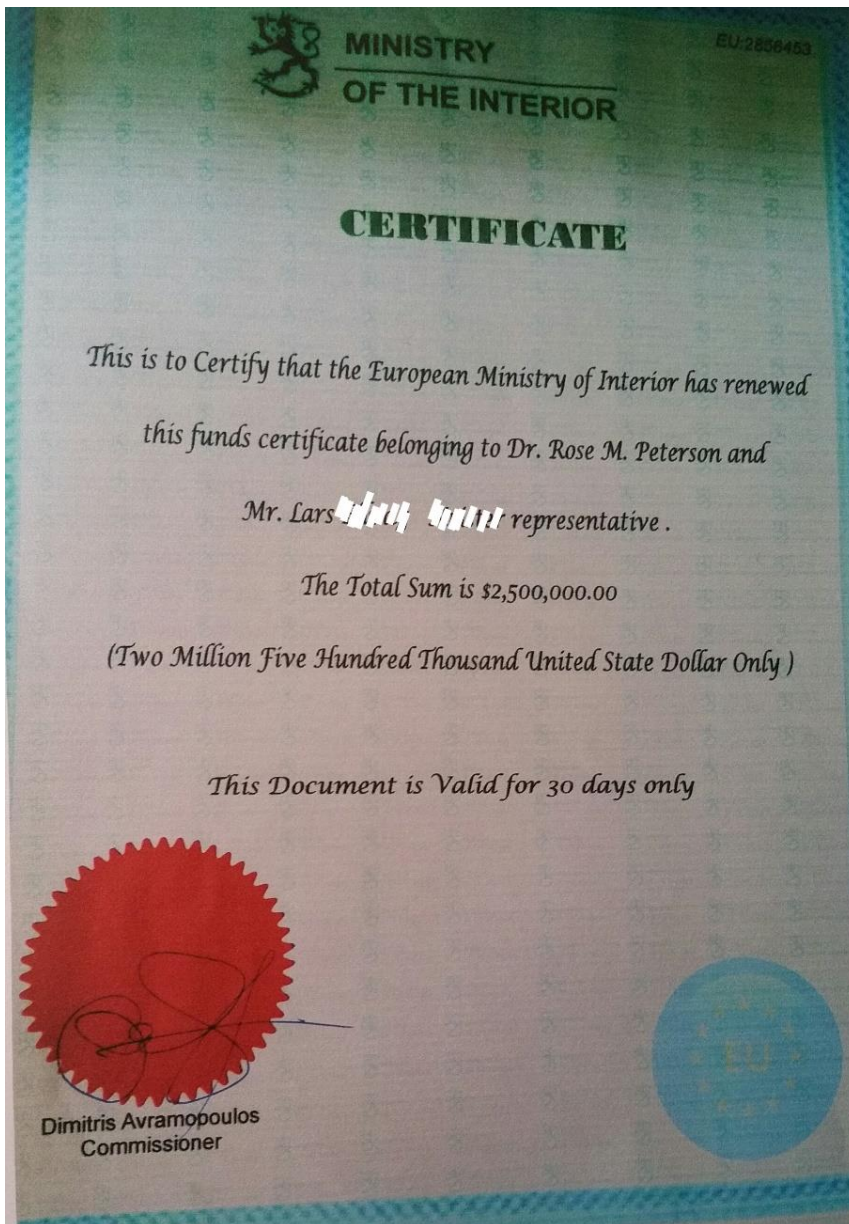 MINISTRY
OF THE INTERIOR
EU:2858453
CERTIFICATE
This is to Certify that the European Ministry of Interior has renewed
this funds certificate belonging to Dr. Rose M. Peterson and
Mr. Lars representative .
The Total Sum is $2,500,000.00
(Two Million Five Hundred Thousand United State Dollar Only )
This Document is Valid for 30 days only
Dimitris Avramopoulos
Commissioner
EU